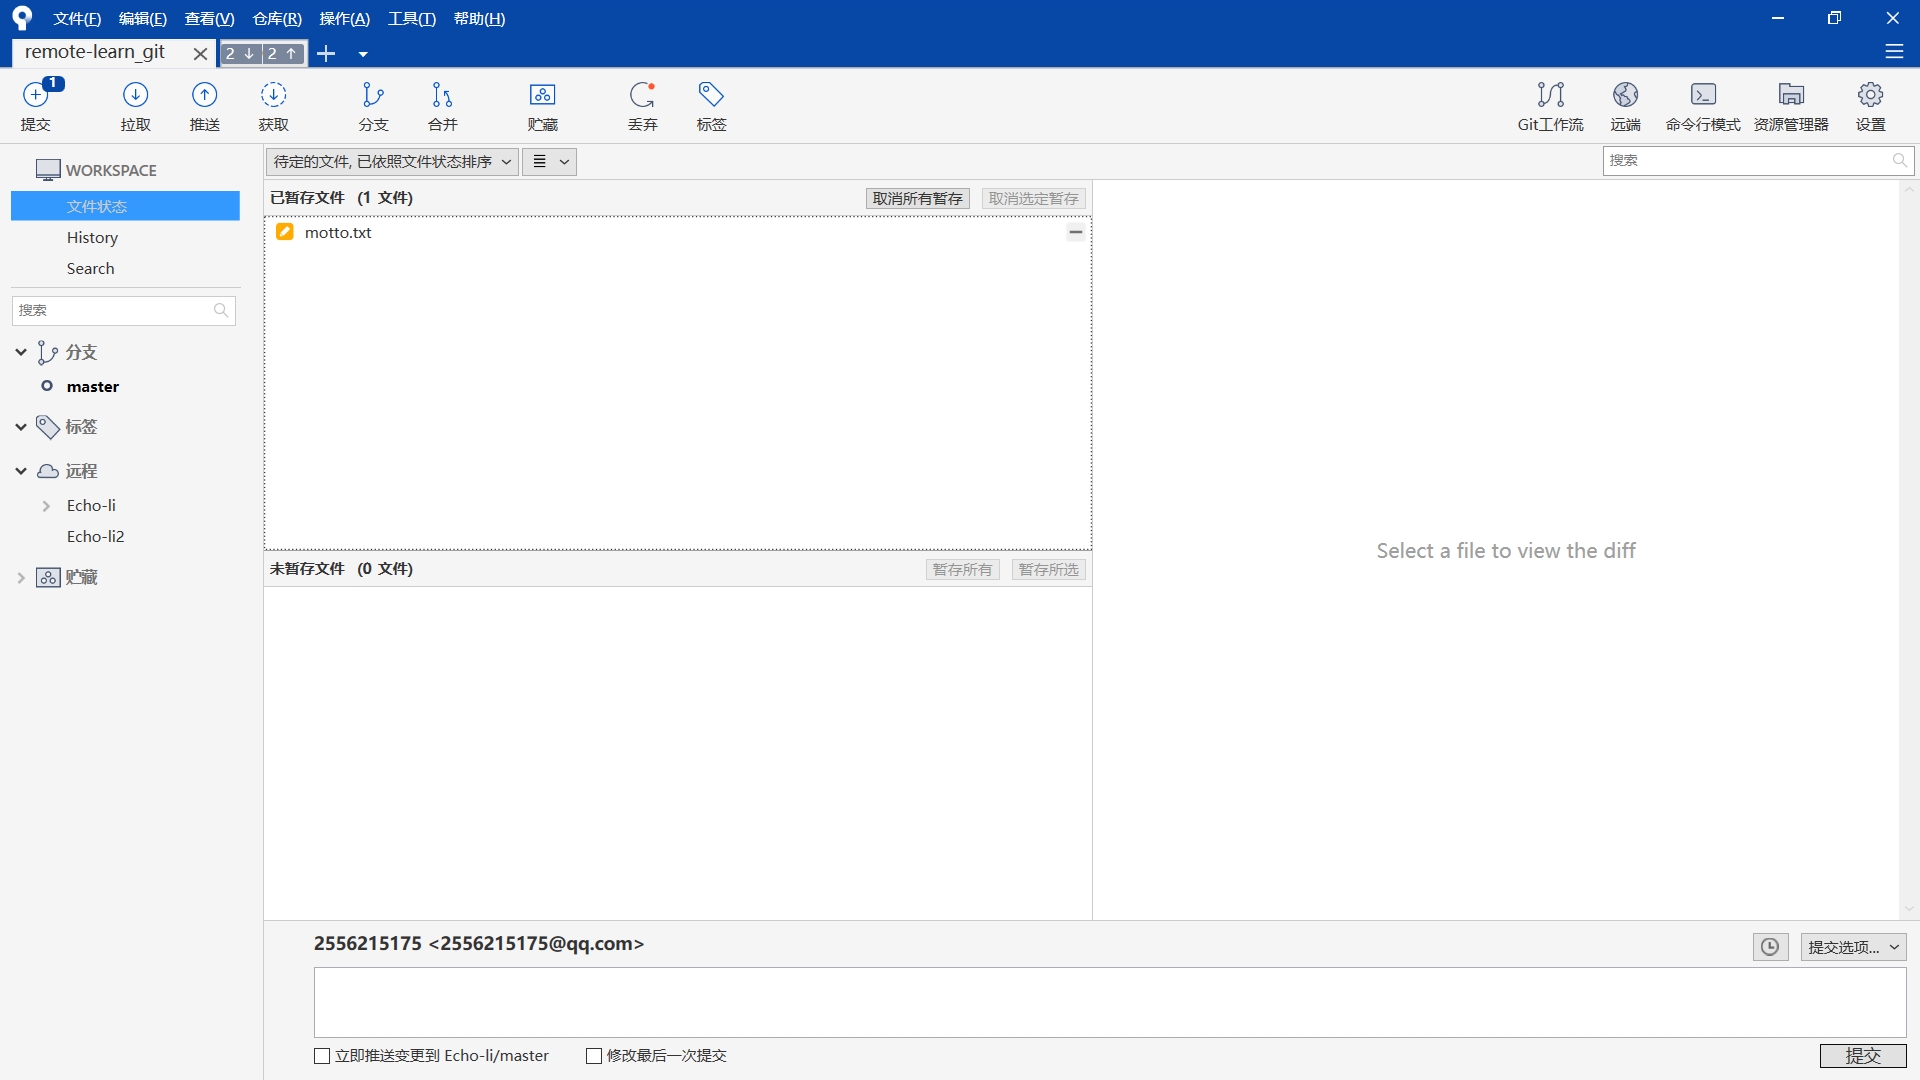 文件(F) 编辑(E) 查看(V) 仓库(R) 操作(A) 工具(T) 帮助(H)
remote-learn_git 2 2
1
提交 拉取 推送 获取 分支 合并 贮藏 丢弃 标签 Git工作流 远端 命令行模式 资源管理器 设置
WORKSPACE
文件状态
History
Search
搜索
分支
master
标签
远程
Echo-li
Echo-li2
贮藏
待定的文件, 已依照文件状态排序
搜索
已暂存文件 (1 文件) 取消所有暂存 取消选定暂存
motto.txt
未暂存文件 (0 文件) 暂存所有 暂存所选
Select a file to view the diff
2556215175 <2556215175@qq.com> 提交选项...
立即推送变更到 Echo-li/master 修改最后一次提交 提交